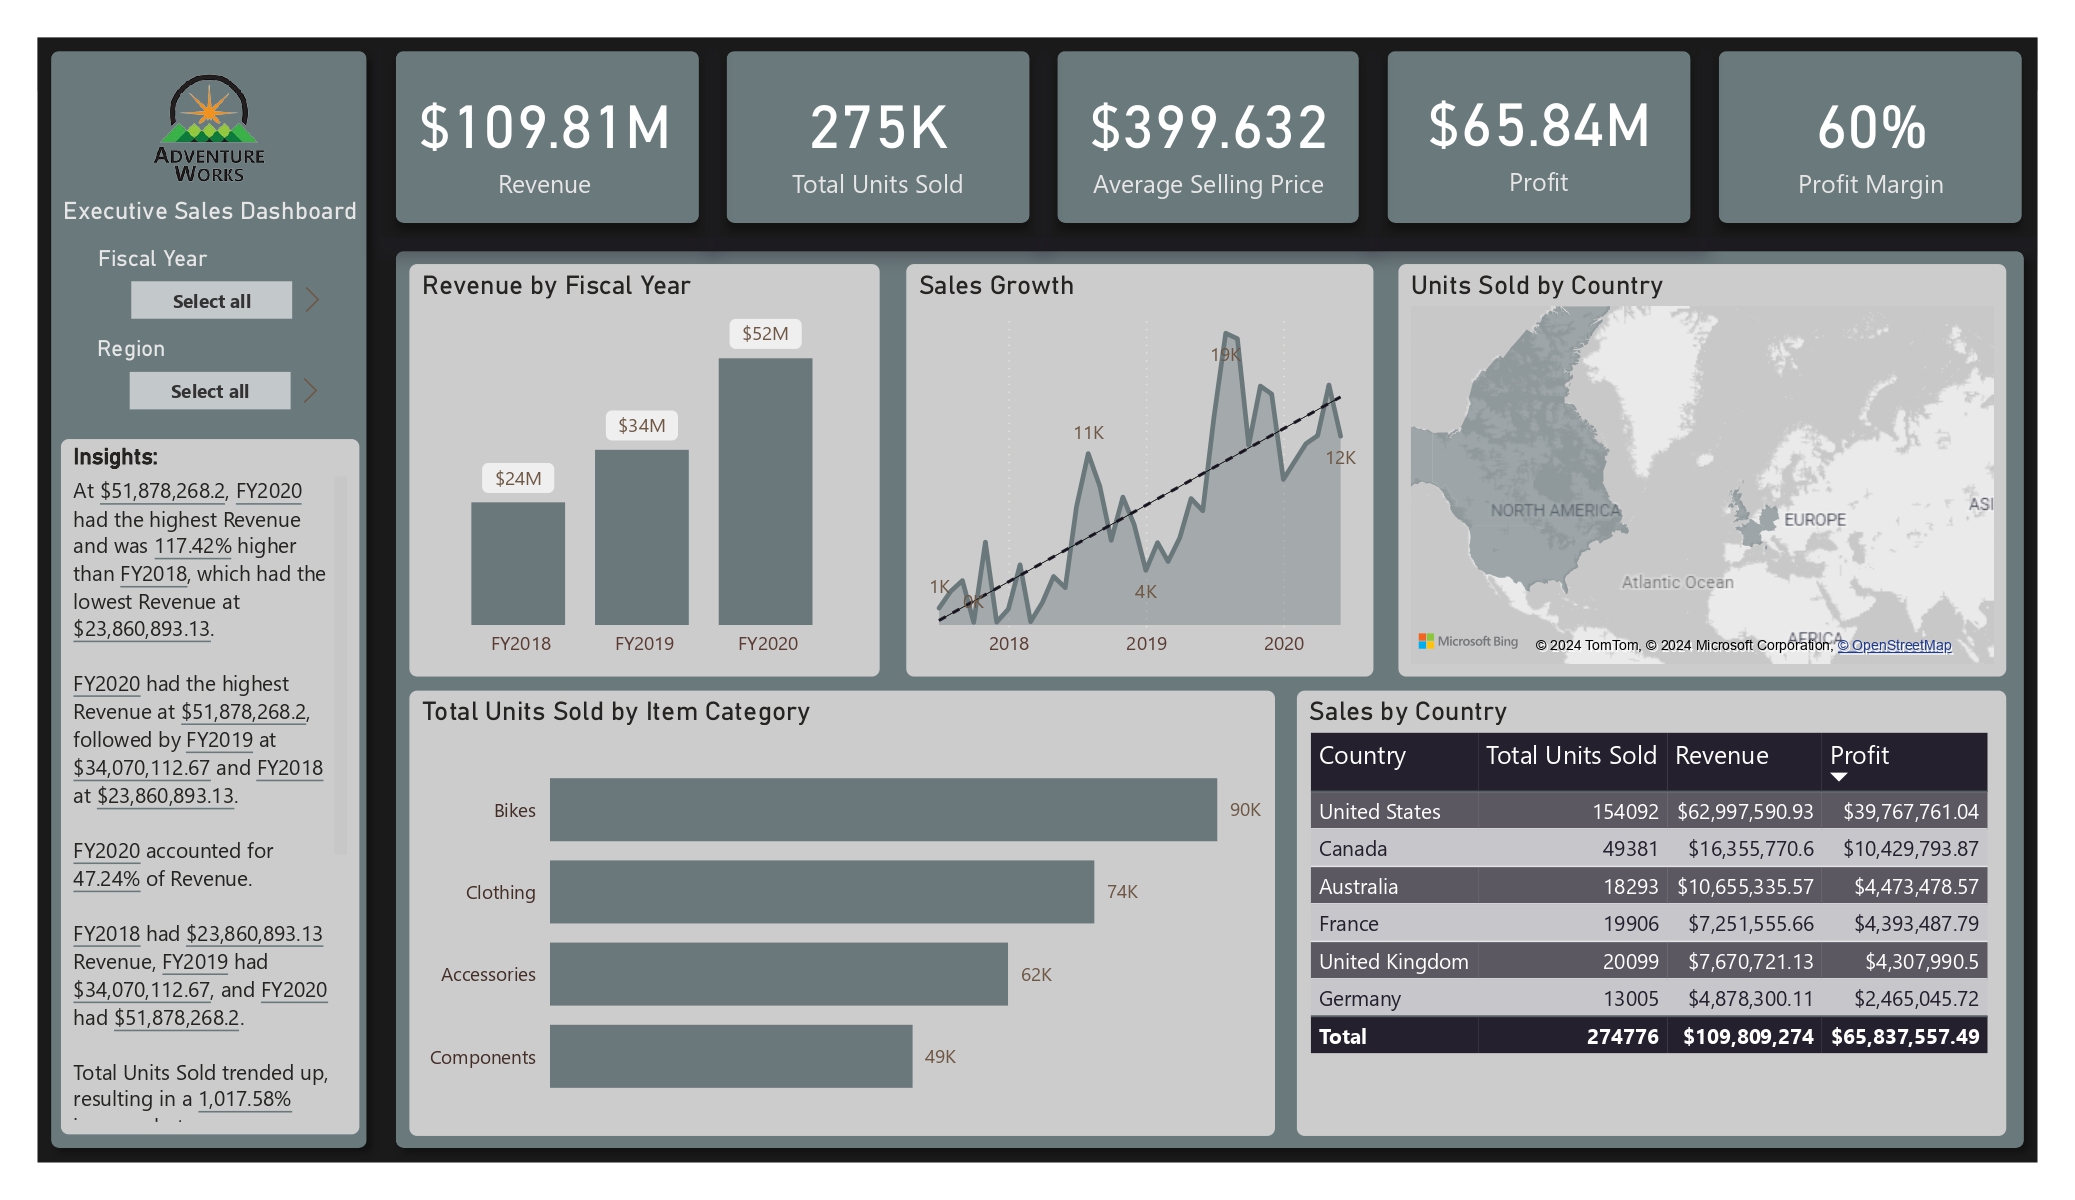 ADVENTURE
WORKS
Executive Sales Dashboard
Fiscal Year
Select all
Region
Select all
Insights:
At $51,878,268.2, FY2020
had the highest Revenue
and was 117.42% higher
than FY2018, which had the
lowest Revenue at
$23,860,893.13.
FY2020 had the highest
Revenue at $51,878,268.2,
followed by FY2019 at
$34,070,112.67 and FY2018
at $23,860,893.13.
FY2020 accounted for
47.24% of Revenue.
FY2018 had $23,860,893.13
Revenue, FY2019 had
$34,070,112.67, and FY2020
had $51,878,268.2.
Total Units Sold trended up,
resulting in a 1,017.58%
$109.81M
Revenue
275K
Total Units Sold
$399.632
Average Selling Price
$65.84M
Profit
60%
Profit Margin
Revenue by Fiscal Year
$52M
$34M
$24M
FY2018 FY2019 FY2020
Sales Growth
19K
11K
12K
1K
0K
4K
2018 2019 2020
Units Sold by Country
NORTH AMERICA
EUROPE
ASI
Atlantic Ocean
AFRICA
Microsoft Bing
© 2024 TomTom, © 2024 Microsoft Corporation, © OpenStreetMap
Total Units Sold by Item Category
Bikes 90K
Clothing 74K
Accessories 62K
Components 49K
Sales by Country
Country Total Units Sold Revenue Profit
United States 154092 $62,997,590.93 $39,767,761.04
Canada 49381 $16,355,770.6 $10,429,793.87
Australia 18293 $10,655,335.57 $4,473,478.57
France 19906 $7,251,555.66 $4,393,487.79
United Kingdom 20099 $7,670,721.13 $4,307,990.5
Germany 13005 $4,878,300.11 $2,465,045.72
Total 274776 $109,809,274 $65,837,557.49